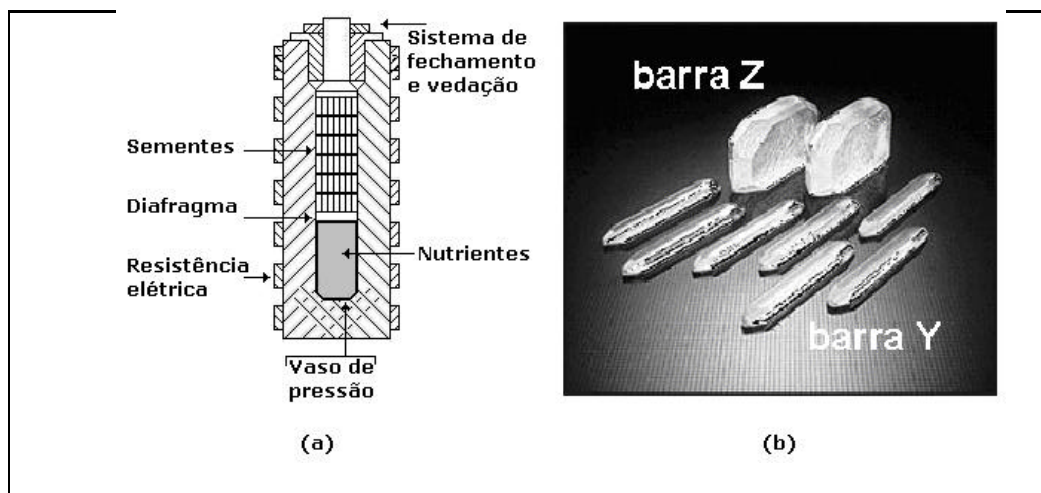 Sistema de
fechamento
e vedação
Sementes
Diafragma
Nutrientes
Resistência
elétrica
Vaso de
pressão
(a)
barra Z
barra Y
(b)